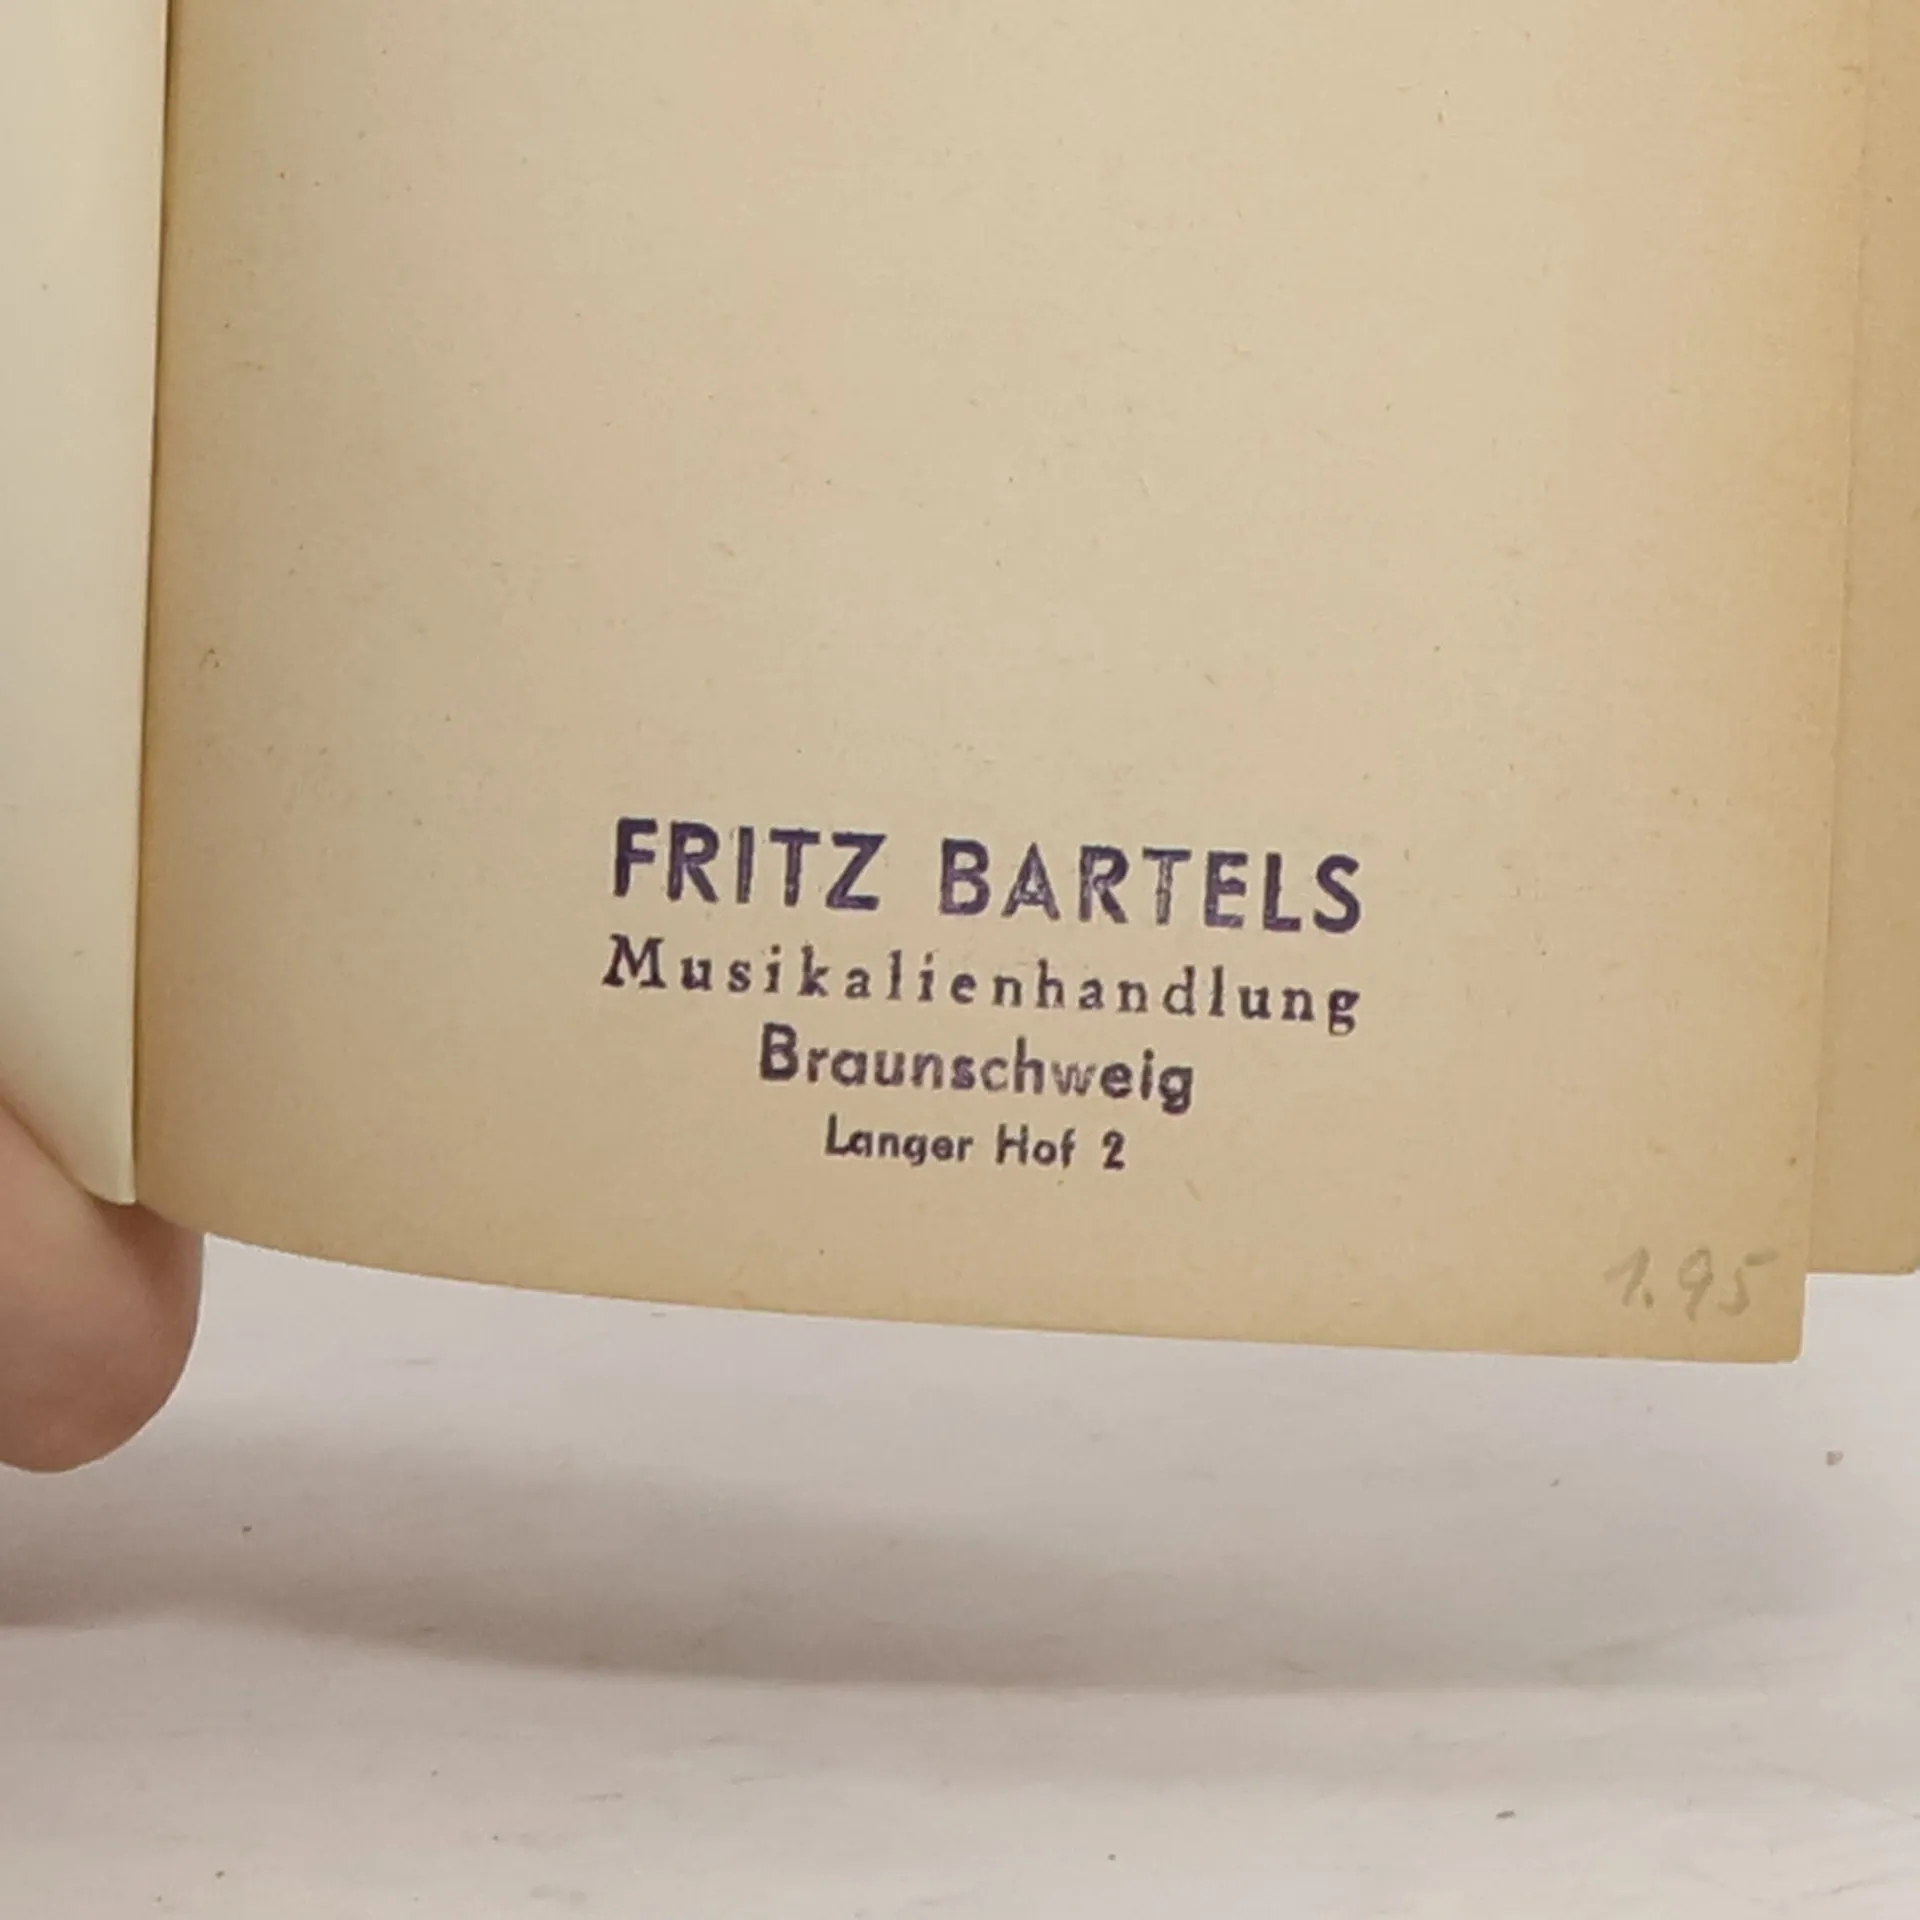 FRITZ BARTELS
Musikalienhandlung
Braunschweig
Langer Hof 2
1.95